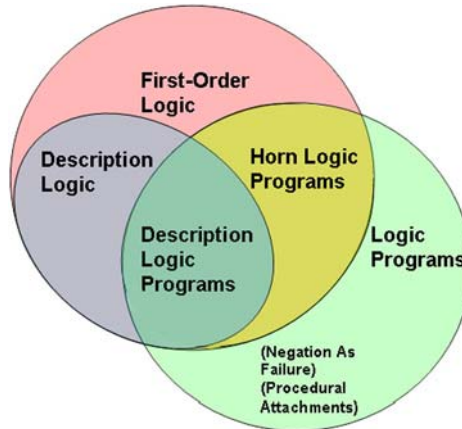 First-Order
Logic
Description
Logic
Horn Logic
Programs
Description
Logic
Programs
Logic
Programs
(Negation As
Failure)
(Procedural
Attachments)